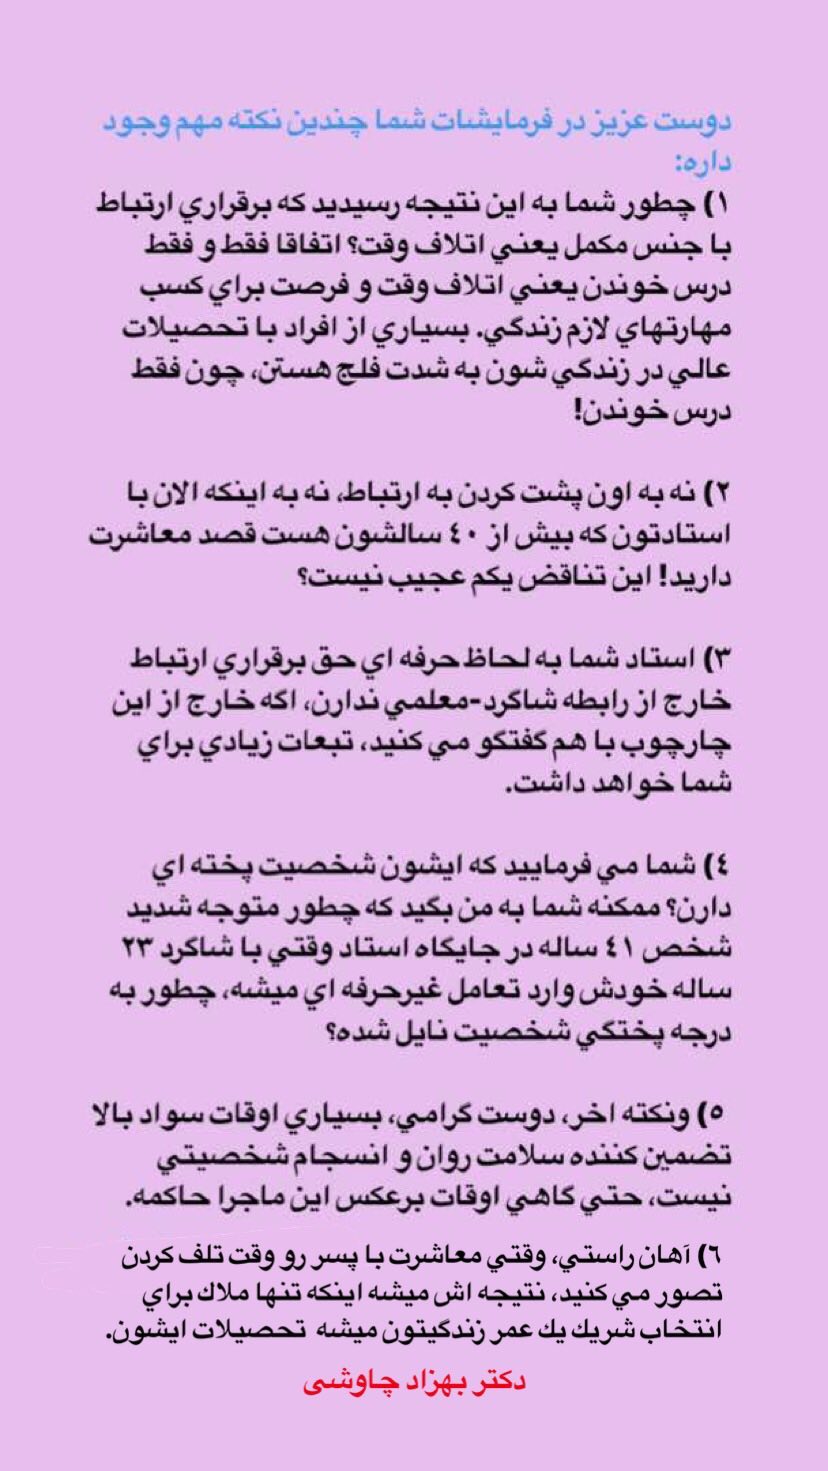 دوست عزيز در فرمايشات شما چندين نكته مهم وجود
داره:
١) چطور شما به اين نتيجه رسيديد كه برقراري ارتباط
با جنس مكمل يعني اتلاف وقت؟ اتفاقا فقط و فقط
درس خوندن يعني اتلاف وقت و فرصت براي كسب
مهارتهاي لازم زندگي. بسياري از افراد با تحصيلات
عالي در زندگي شون به شدت فلج هستن، چون فقط
درس خوندن!
٢) نه به اون پشت كردن به ارتباط، نه به اينكه الان با
استادتون كه بيش از ٤٠ سالشون هست قصد معاشرت
داريد! اين تناقض يكم عجيب نيست؟
٣) استاد شما به لحاظ حرفه اي حق برقراري ارتباط
خارج از رابطه شاگرد-معلمي ندارن، اگه خارج از اين
چارچوب با هم گفتگو مي كنيد، تبعات زيادي براي
شما خواهد داشت.
٤) شما مي فرماييد كه ايشون شخصيت پخته اي
دارن؟ ممكنه شما به من بگيد كه چطور متوجه شديد
شخص ٤١ ساله در جايگاه استاد وقتي با شاگرد ٢٣
ساله خودش وارد تعامل غيرحرفه اي ميشه، چطور به
درجه پختگي شخصيت نايل شده؟
٥) ونكته اخر، دوست گرامي، بسياري اوقات سواد بالا
تضمين كننده سلامت روان و انسجام شخصيتي
نيست، حتي گاهي اوقات برعكس اين ماجرا حاكمه.
٦) آهان راستي، وقتي معاشرت با پسر رو وقت تلف كردن
تصور مي كنيد، نتيجه اش ميشه اينكه تنها ملاك براي
انتخاب شريك يك عمر زندگيتون ميشه تحصيلات ايشون.
دکتر بهزاد چاوشی